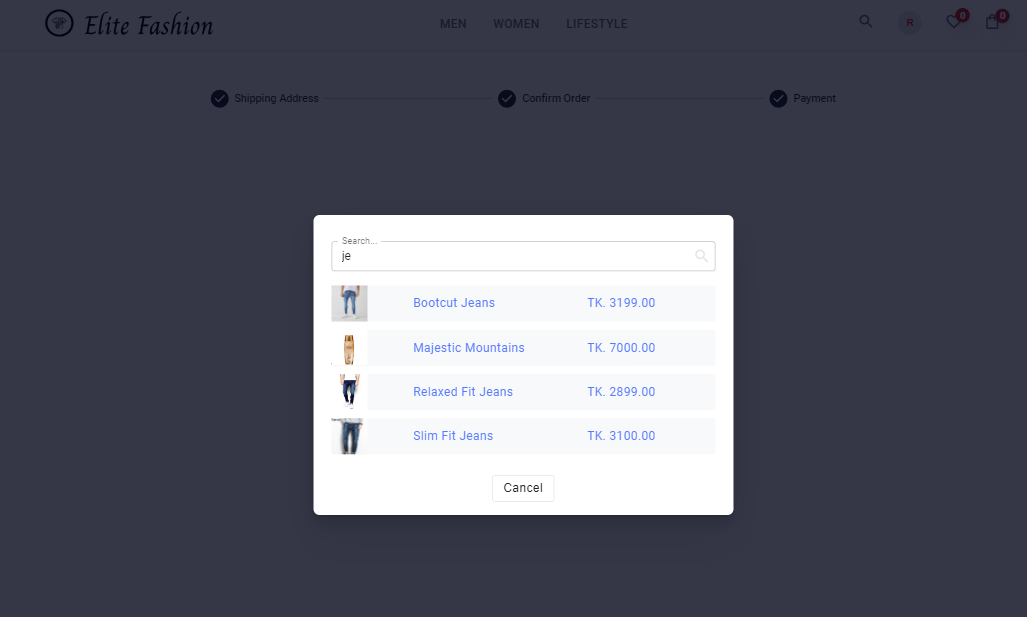 Elite Fashion MEN WOMEN LIFESTYLE R 0 0
Shipping Address Confirm Order Payment
Search...
je
Bootcut Jeans TK. 3199.00
Majestic Mountains TK. 7000.00
Relaxed Fit Jeans TK. 2899.00
Slim Fit Jeans TK. 3100.00
Cancel